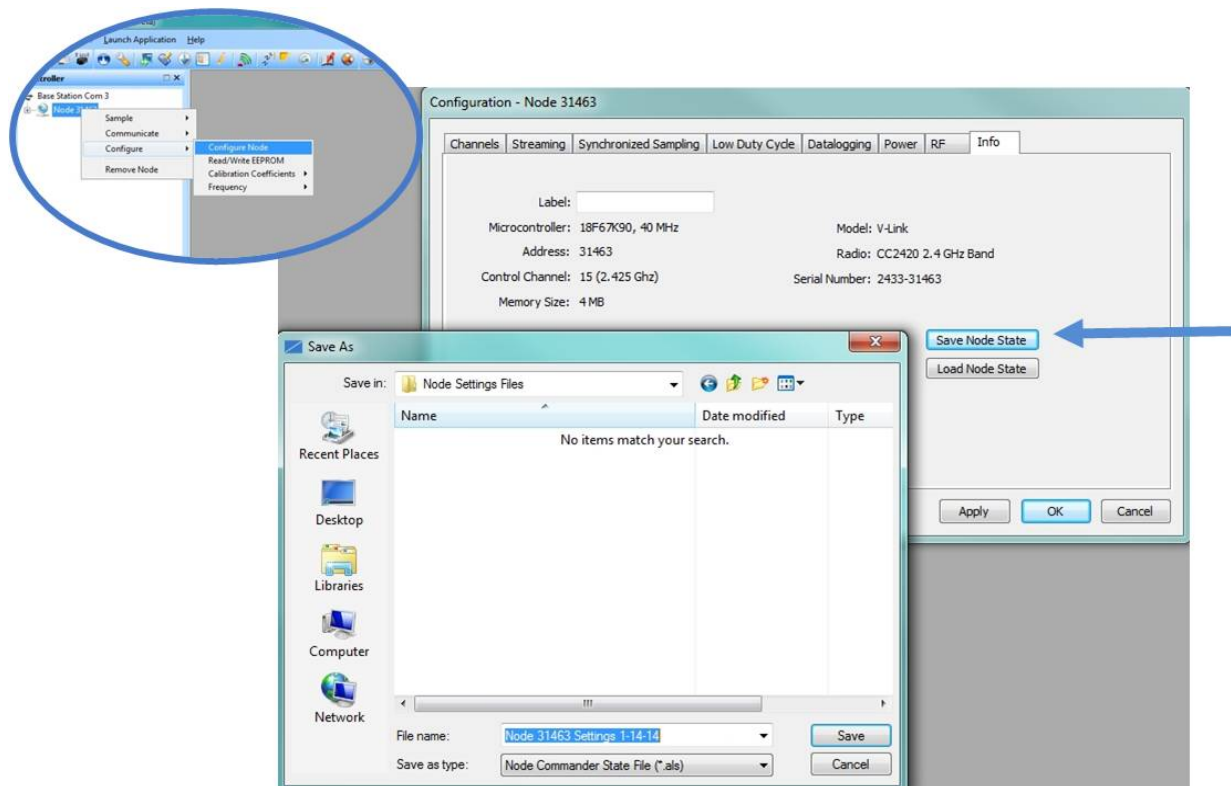 Launch Application Help
troller
Base Station Com 3
Node 31463
Sample
Communicate
Configure
Remove Node
Configure Node
Read/Write EEPROM
Calibration Coefficients
Frequency
Configuration - Node 31463
Channels Streaming Synchronized Sampling Low Duty Cycle Datalogging Power RF Info
Label:
Microcontroller: 18F67K90, 40 MHz Model: V-Link
Address: 31463 Radio: CC2420 2.4 GHz Band
Control Channel: 15 (2.425 Ghz) Serial Number: 2433-31463
Memory Size: 4 MB
Save Node State
Load Node State
Apply OK Cancel
Save As
Save in: Node Settings Files
Name Date modified Type
No items match your search.
Recent Places
Desktop
Libraries
Computer
Network
File name: Node 31463 Settings 1-14-14 Save
Save as type: Node Commander State File (*.als) Cancel